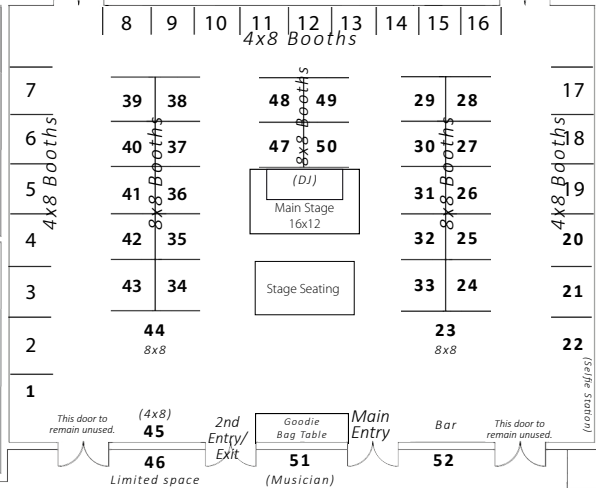 8 9 10 11 12 13 14 15 16
4x8 Booths
7
6
5
4
3
2
1
4x8 Booths
39 38
40 37
41 36
42 35
43 34
8x8 Booths
44
8x8
48 49
47 50
8x8 Booths
(DJ)
Main Stage
16x12
Stage Seating
29 28
30 27
31 26
32 25
33 24
8x8 Booths
23
8x8
17
18
19
20
21
22
4x8 Booths
(Selfie Station)
This door to
remain unused.
(4x8)
45
46
Limited space
2nd
Entry/
Exit
Goodie
Bag Table
51
(Musician)
Main
Entry
Bar
52
This door to
remain unused.